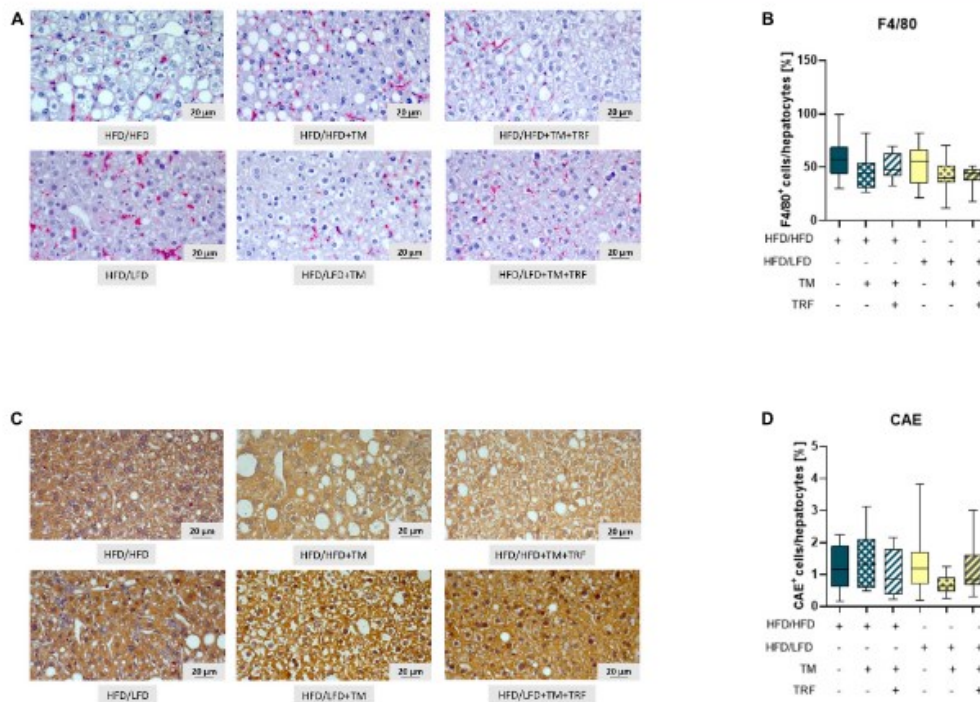 A
20 µm
20 µm
20 µm
HFD/HFD
HFD/HFD+TM
HFD/HFD+TM+TRF
20 µm
20 µm
20 µm
HFD/LFD
HFD/LFD+TM
HFD/LFD+TM+TRF
B
F4/80
F4/80⁺ cells/hepatocytes [%]
150
100
50
0
HFD/HFD + + + - - -
HFD/LFD - - - + + +
TM - + + - + +
TRF - - + - - +
C
20 µm
20 µm
20 µm
HFD/HFD
HFD/HFD+TM
HFD/HFD+TM+TRF
20 µm
20 µm
20 µm
HFD/LFD
HFD/LFD+TM
HFD/LFD+TM+TRF
D
CAE
CAE⁺ cells/hepatocytes [%]
5
4
3
2
1
0
HFD/HFD + + + - - -
HFD/LFD - - - + + +
TM - + + - + +
TRF - - + - - +